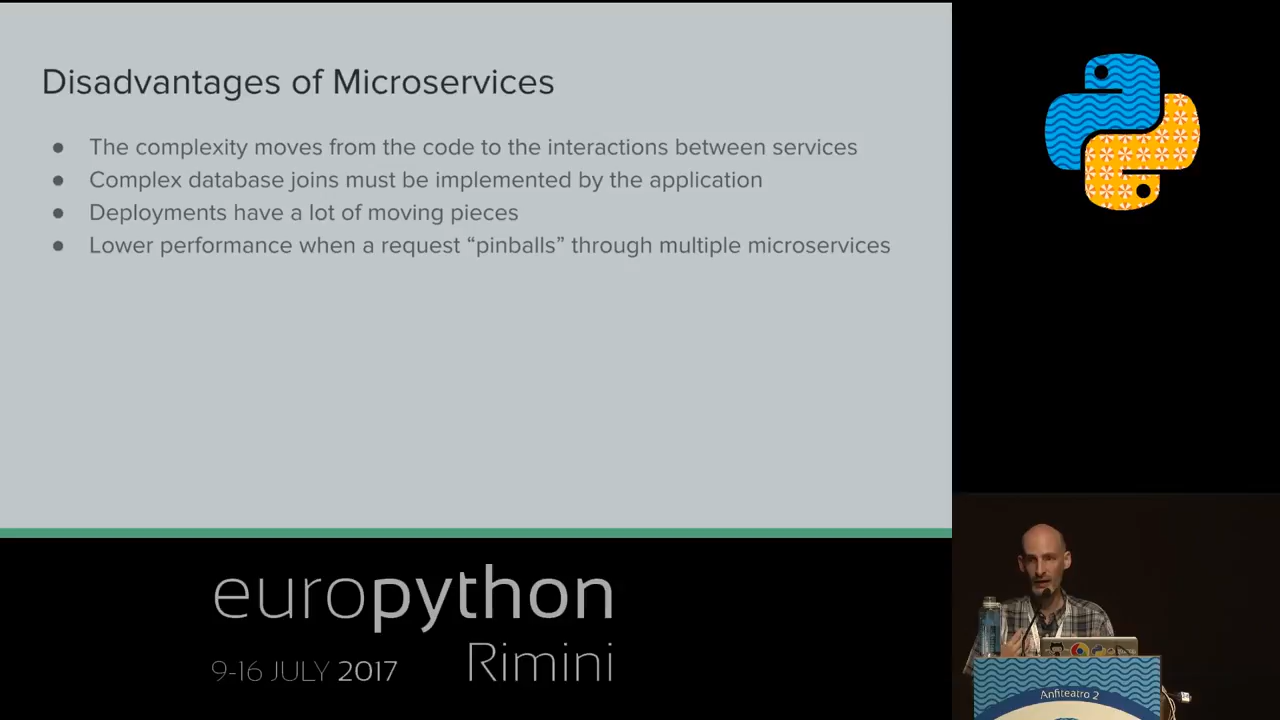 Disadvantages of Microservices
● The complexity moves from the code to the interactions between services
● Complex database joins must be implemented by the application
● Deployments have a lot of moving pieces
● Lower performance when a request “pinballs” through multiple microservices
europython
9-16 JULY 2017 Rimini
Anfiteatro 2